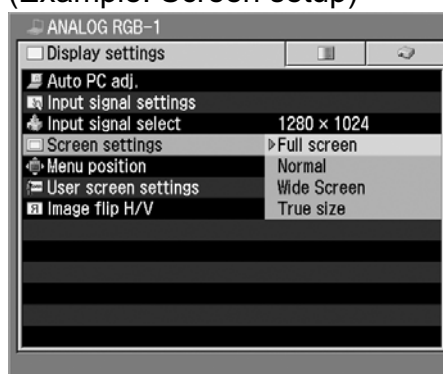 (Example: Screen setup)
ANALOG RGB-1
Display settings
Auto PC adj.
Input signal settings
Input signal select 1280 × 1024
Screen settings Full screen
Menu position Normal
User screen settings Wide Screen
Image flip H/V True size